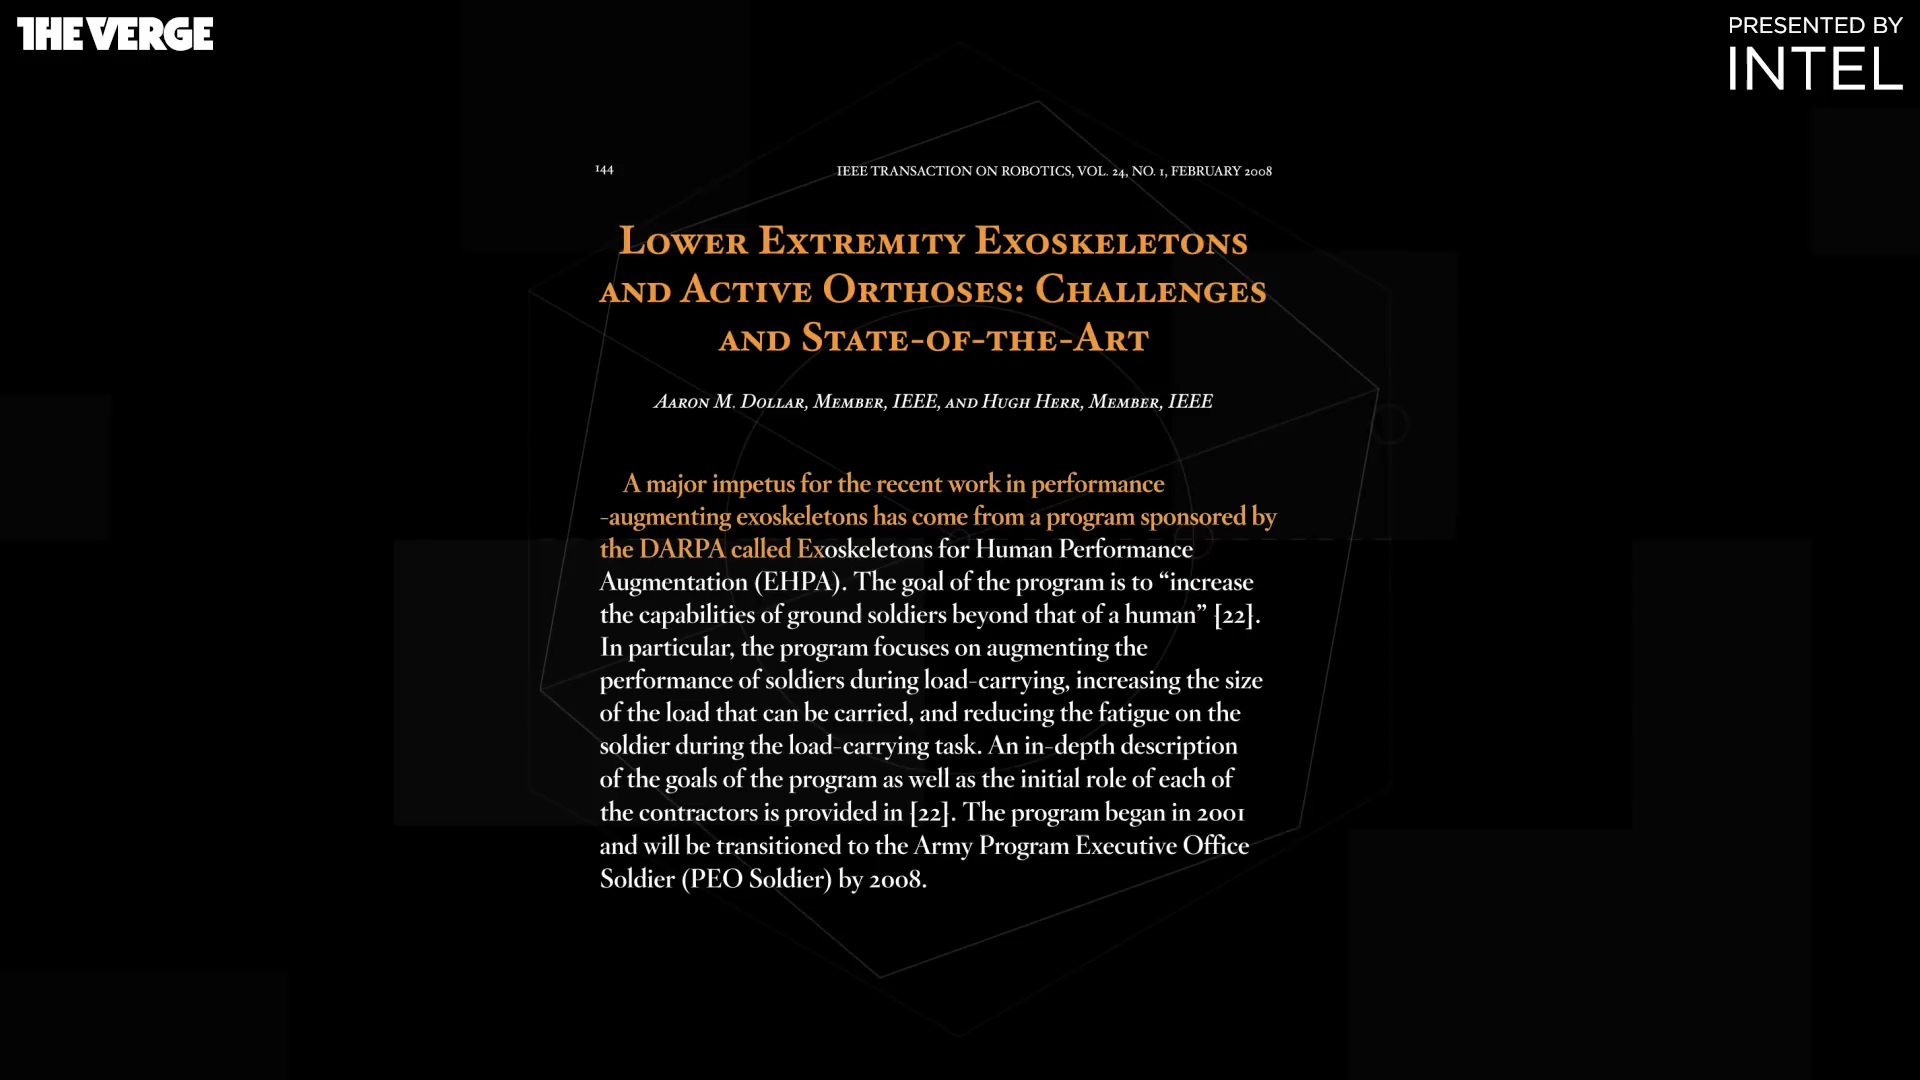 THE VERGE
PRESENTED BY
INTEL
144
IEEE TRANSACTION ON ROBOTICS, VOL. 24, NO. 1, FEBRUARY 2008
Lower Extremity Exoskeletons
and Active Orthoses: Challenges
and State-of-the-Art
Aaron M. Dollar, Member, IEEE, and Hugh Herr, Member, IEEE
A major impetus for the recent work in performance
-augmenting exoskeletons has come from a program sponsored by
the DARPA called Exoskeletons for Human Performance
Augmentation (EHPA). The goal of the program is to “increase
the capabilities of ground soldiers beyond that of a human” [22].
In particular, the program focuses on augmenting the
performance of soldiers during load-carrying, increasing the size
of the load that can be carried, and reducing the fatigue on the
soldier during the load-carrying task. An in-depth description
of the goals of the program as well as the initial role of each of
the contractors is provided in [22]. The program began in 2001
and will be transitioned to the Army Program Executive Office
Soldier (PEO Soldier) by 2008.